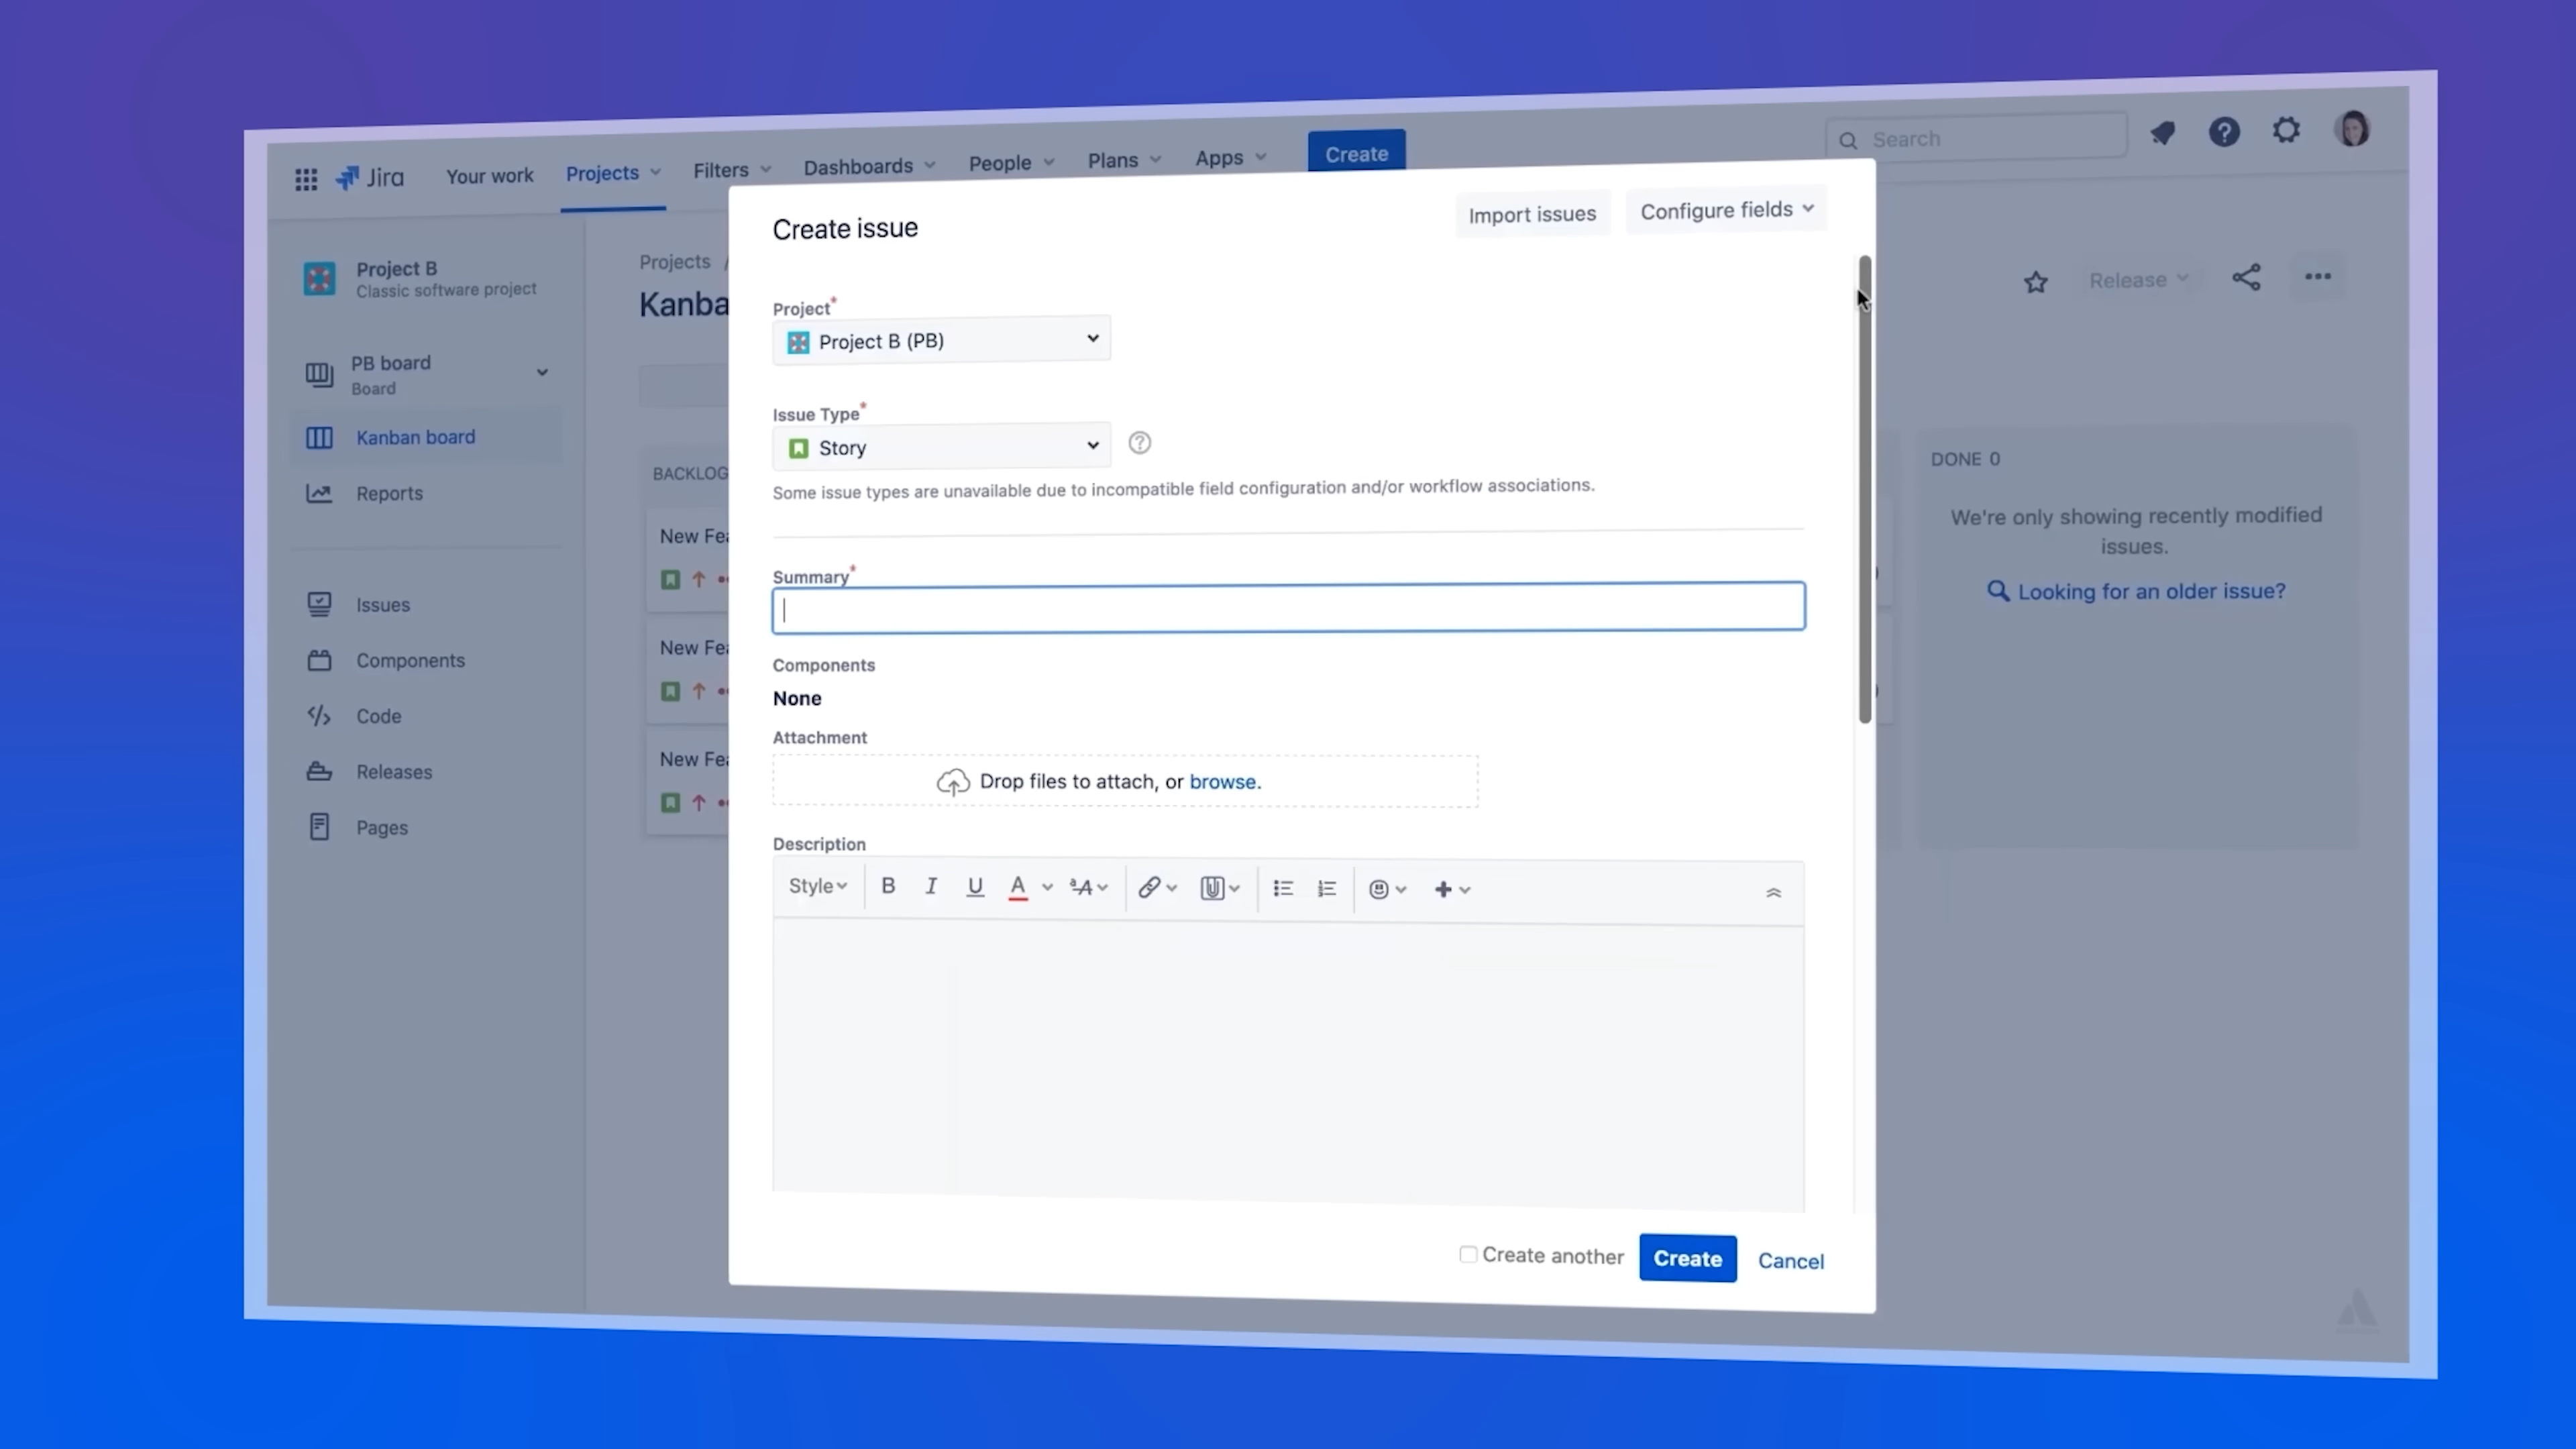 Jira
Your work
Projects
Filters
Dashboards
People
Plans
Apps
Create
Search
Project B
Classic software project
PB board
Board
Kanban board
Reports
Issues
Components
Code
Releases
Pages
Projects /
Kanba
BACKLOG
New Fea
New Fea
New Fea
Release
DONE 0
We're only showing recently modified
issues.
Looking for an older issue?
Create issue
Import issues
Configure fields
Project*
Project B (PB)
Issue Type*
Story
Some issue types are unavailable due to incompatible field configuration and/or workflow associations.
Summary*
Components
None
Attachment
Drop files to attach, or browse.
Description
Style
B I U A ªA
Create another
Create
Cancel